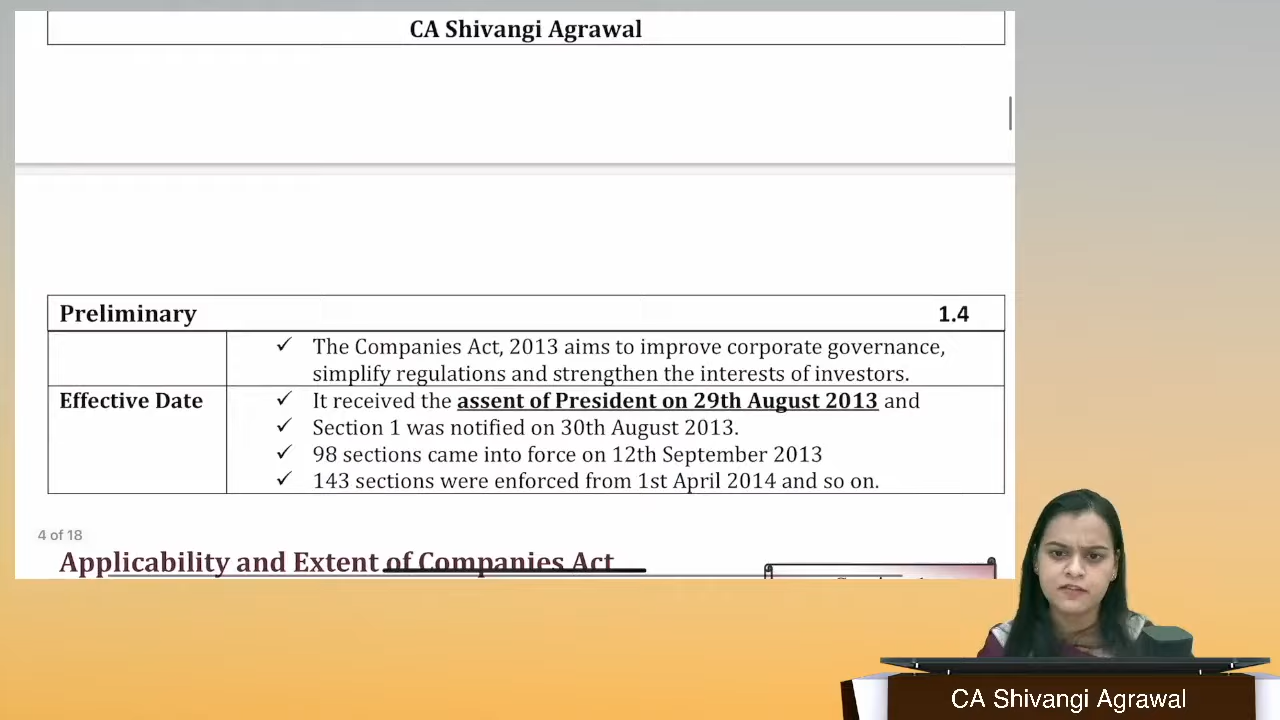 CA Shivangi Agrawal
Preliminary 1.4
✓ The Companies Act, 2013 aims to improve corporate governance,
simplify regulations and strengthen the interests of investors.
Effective Date ✓ It received the assent of President on 29th August 2013 and
✓ Section 1 was notified on 30th August 2013.
✓ 98 sections came into force on 12th September 2013
✓ 143 sections were enforced from 1st April 2014 and so on.
4 of 18
Applicability and Extent of Companies Act
CA Shivangi Agrawal